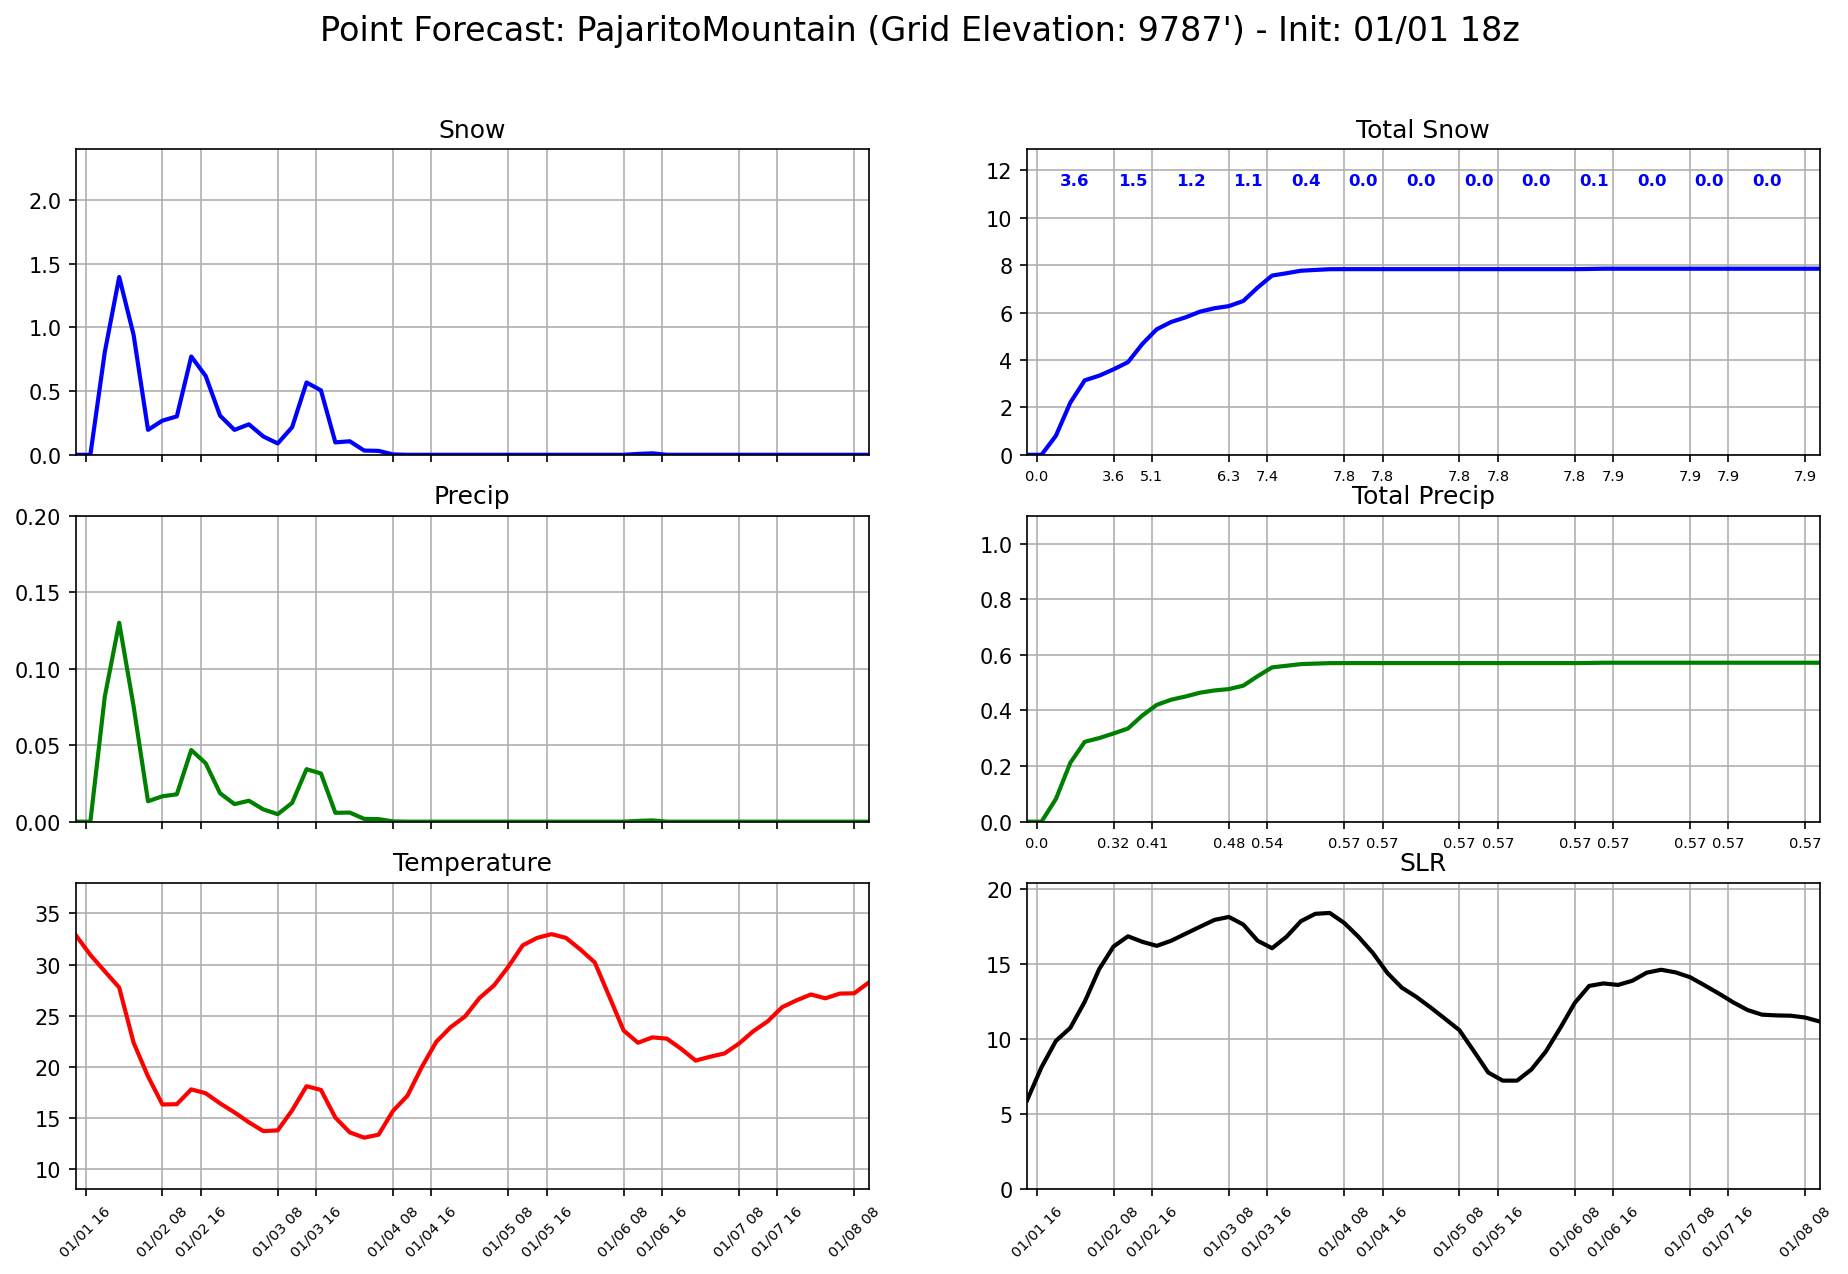 Point Forecast: PajaritoMountain (Grid Elevation: 9787') - Init: 01/01 18z
Snow
2.0
1.5
1.0
0.5
0.0
Total Snow
12
10
8
6
4
2
0
3.6 1.5 1.2 1.1 0.4 0.0 0.0 0.0 0.0 0.1 0.0 0.0 0.0
0.0 3.6 5.1 6.3 7.4 7.8 7.8 7.8 7.8 7.8 7.9 7.9 7.9 7.9
Precip
0.20
0.15
0.10
0.05
0.00
Total Precip
1.0
0.8
0.6
0.4
0.2
0.0
0.0 0.32 0.41 0.48 0.54 0.57 0.57 0.57 0.57 0.57 0.57 0.57 0.57 0.57
Temperature
35
30
25
20
15
10
01/01 16 01/02 08 01/02 16 01/03 08 01/03 16 01/04 08 01/04 16 01/05 08 01/05 16 01/06 08 01/06 16 01/07 08 01/07 16 01/08 08
SLR
20
15
10
5
0
01/01 16 01/02 08 01/02 16 01/03 08 01/03 16 01/04 08 01/04 16 01/05 08 01/05 16 01/06 08 01/06 16 01/07 08 01/07 16 01/08 08